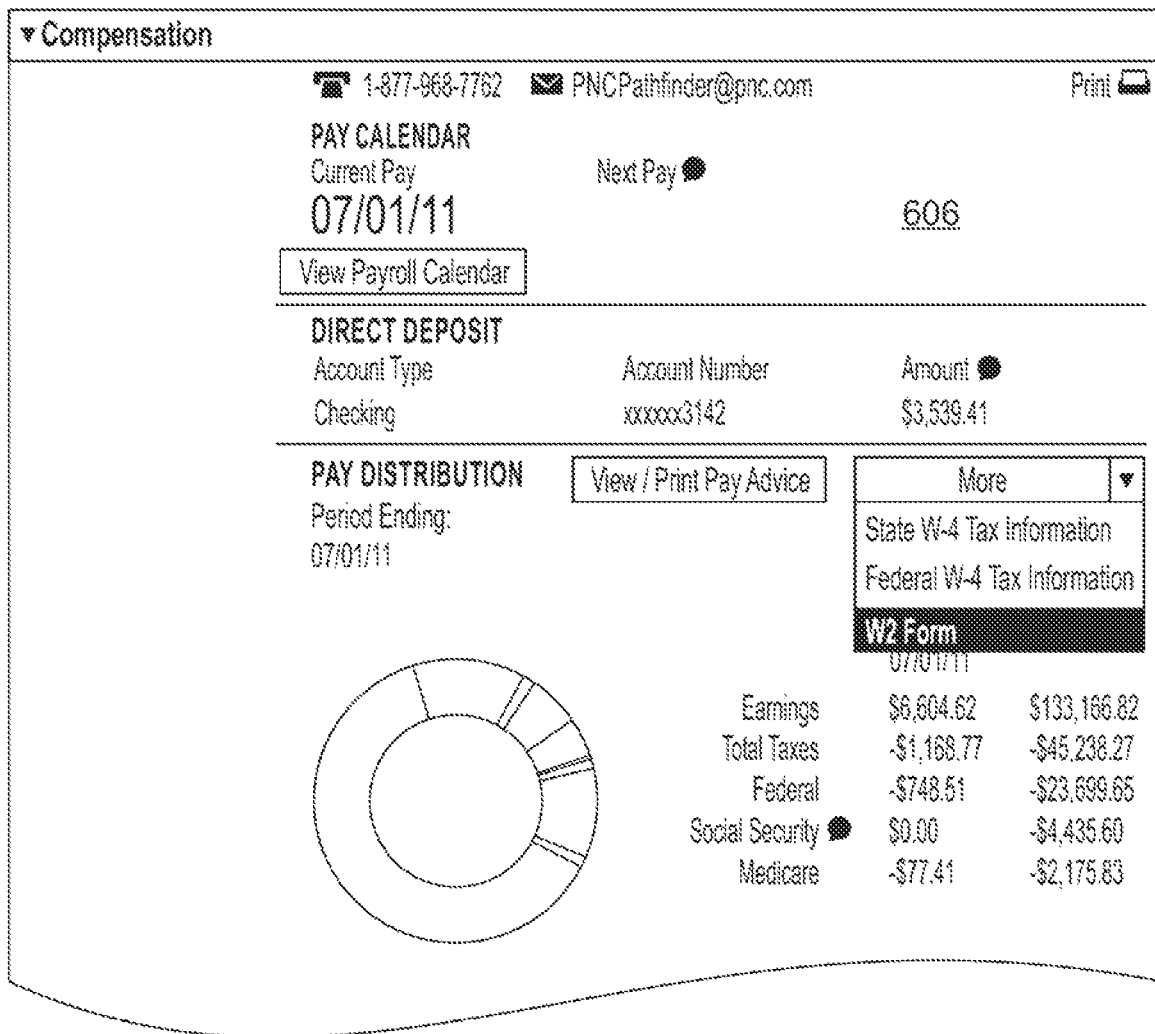 ▼ Compensation
1-877-968-7762 PNCPathfinder@pnc.com Print
PAY CALENDAR
Current Pay Next Pay
07/01/11
606
View Payroll Calendar
DIRECT DEPOSIT
Account Type Account Number Amount
Checking xxxxxx3142 $3,539.41
PAY DISTRIBUTION View / Print Pay Advice More ▼
Period Ending:
07/01/11
State W-4 Tax Information
Federal W-4 Tax Information
W2 Form
07/01/11
Earnings $6,604.62 $133,166.82
Total Taxes -$1,168.77 -$45,238.27
Federal -$748.51 -$23,699.65
Social Security $0.00 -$4,435.60
Medicare -$77.41 -$2,175.83